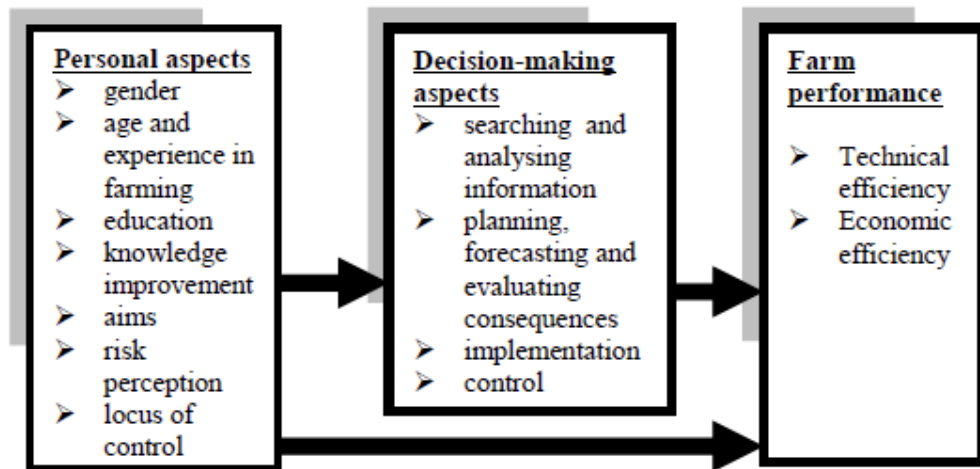 Personal aspects
➢ gender
➢ age and
experience in
farming
➢ education
➢ knowledge
improvement
➢ aims
➢ risk
perception
➢ locus of
control
Decision-making
aspects
➢ searching and
analysing
information
➢ planning,
forecasting and
evaluating
consequences
➢ implementation
➢ control
Farm
performance
➢ Technical
efficiency
➢ Economic
efficiency